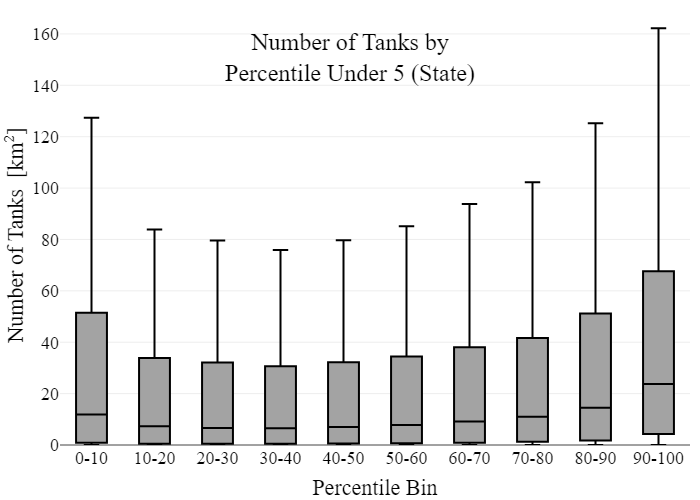 Number of Tanks by
Percentile Under 5 (State)
Number of Tanks [km²]
160
140
120
100
80
60
40
20
0
0-10 10-20 20-30 30-40 40-50 50-60 60-70 70-80 80-90 90-100
Percentile Bin